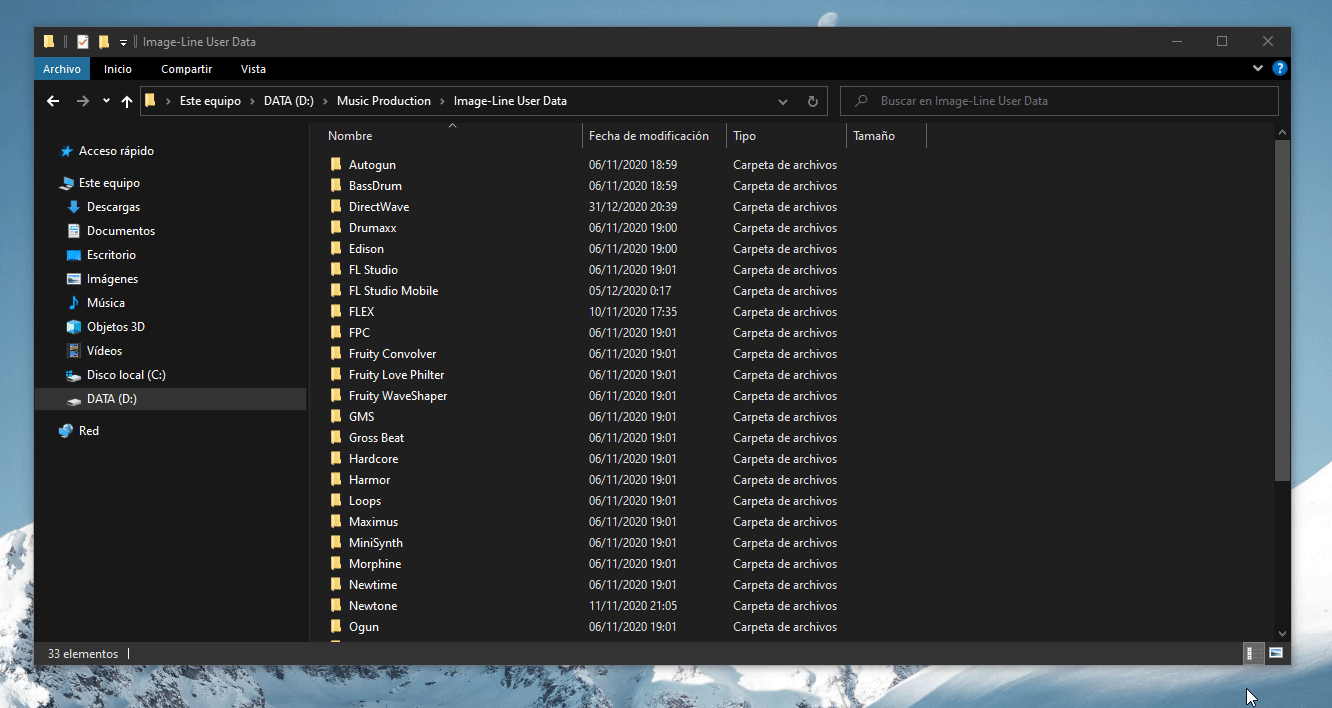 Image-Line User Data
Archivo Inicio Compartir Vista ?
Este equipo > DATA (D:) > Music Production > Image-Line User Data Buscar en Image-Line User Data
Acceso rápido
Este equipo
Descargas
Documentos
Escritorio
Imágenes
Música
Objetos 3D
Vídeos
Disco local (C:)
DATA (D:)
Red
Nombre Fecha de modificación Tipo Tamaño
Autogun 06/11/2020 18:59 Carpeta de archivos
BassDrum 06/11/2020 18:59 Carpeta de archivos
DirectWave 31/12/2020 20:39 Carpeta de archivos
Drumaxx 06/11/2020 19:00 Carpeta de archivos
Edison 06/11/2020 19:00 Carpeta de archivos
FL Studio 06/11/2020 19:01 Carpeta de archivos
FL Studio Mobile 05/12/2020 0:17 Carpeta de archivos
FLEX 10/11/2020 17:35 Carpeta de archivos
FPC 06/11/2020 19:01 Carpeta de archivos
Fruity Convolver 06/11/2020 19:01 Carpeta de archivos
Fruity Love Philter 06/11/2020 19:01 Carpeta de archivos
Fruity WaveShaper 06/11/2020 19:01 Carpeta de archivos
GMS 06/11/2020 19:01 Carpeta de archivos
Gross Beat 06/11/2020 19:01 Carpeta de archivos
Hardcore 06/11/2020 19:01 Carpeta de archivos
Harmor 06/11/2020 19:01 Carpeta de archivos
Loops 06/11/2020 19:01 Carpeta de archivos
Maximus 06/11/2020 19:01 Carpeta de archivos
MiniSynth 06/11/2020 19:01 Carpeta de archivos
Morphine 06/11/2020 19:01 Carpeta de archivos
Newtime 06/11/2020 19:01 Carpeta de archivos
Newtone 11/11/2020 21:05 Carpeta de archivos
Ogun 06/11/2020 19:01 Carpeta de archivos
33 elementos